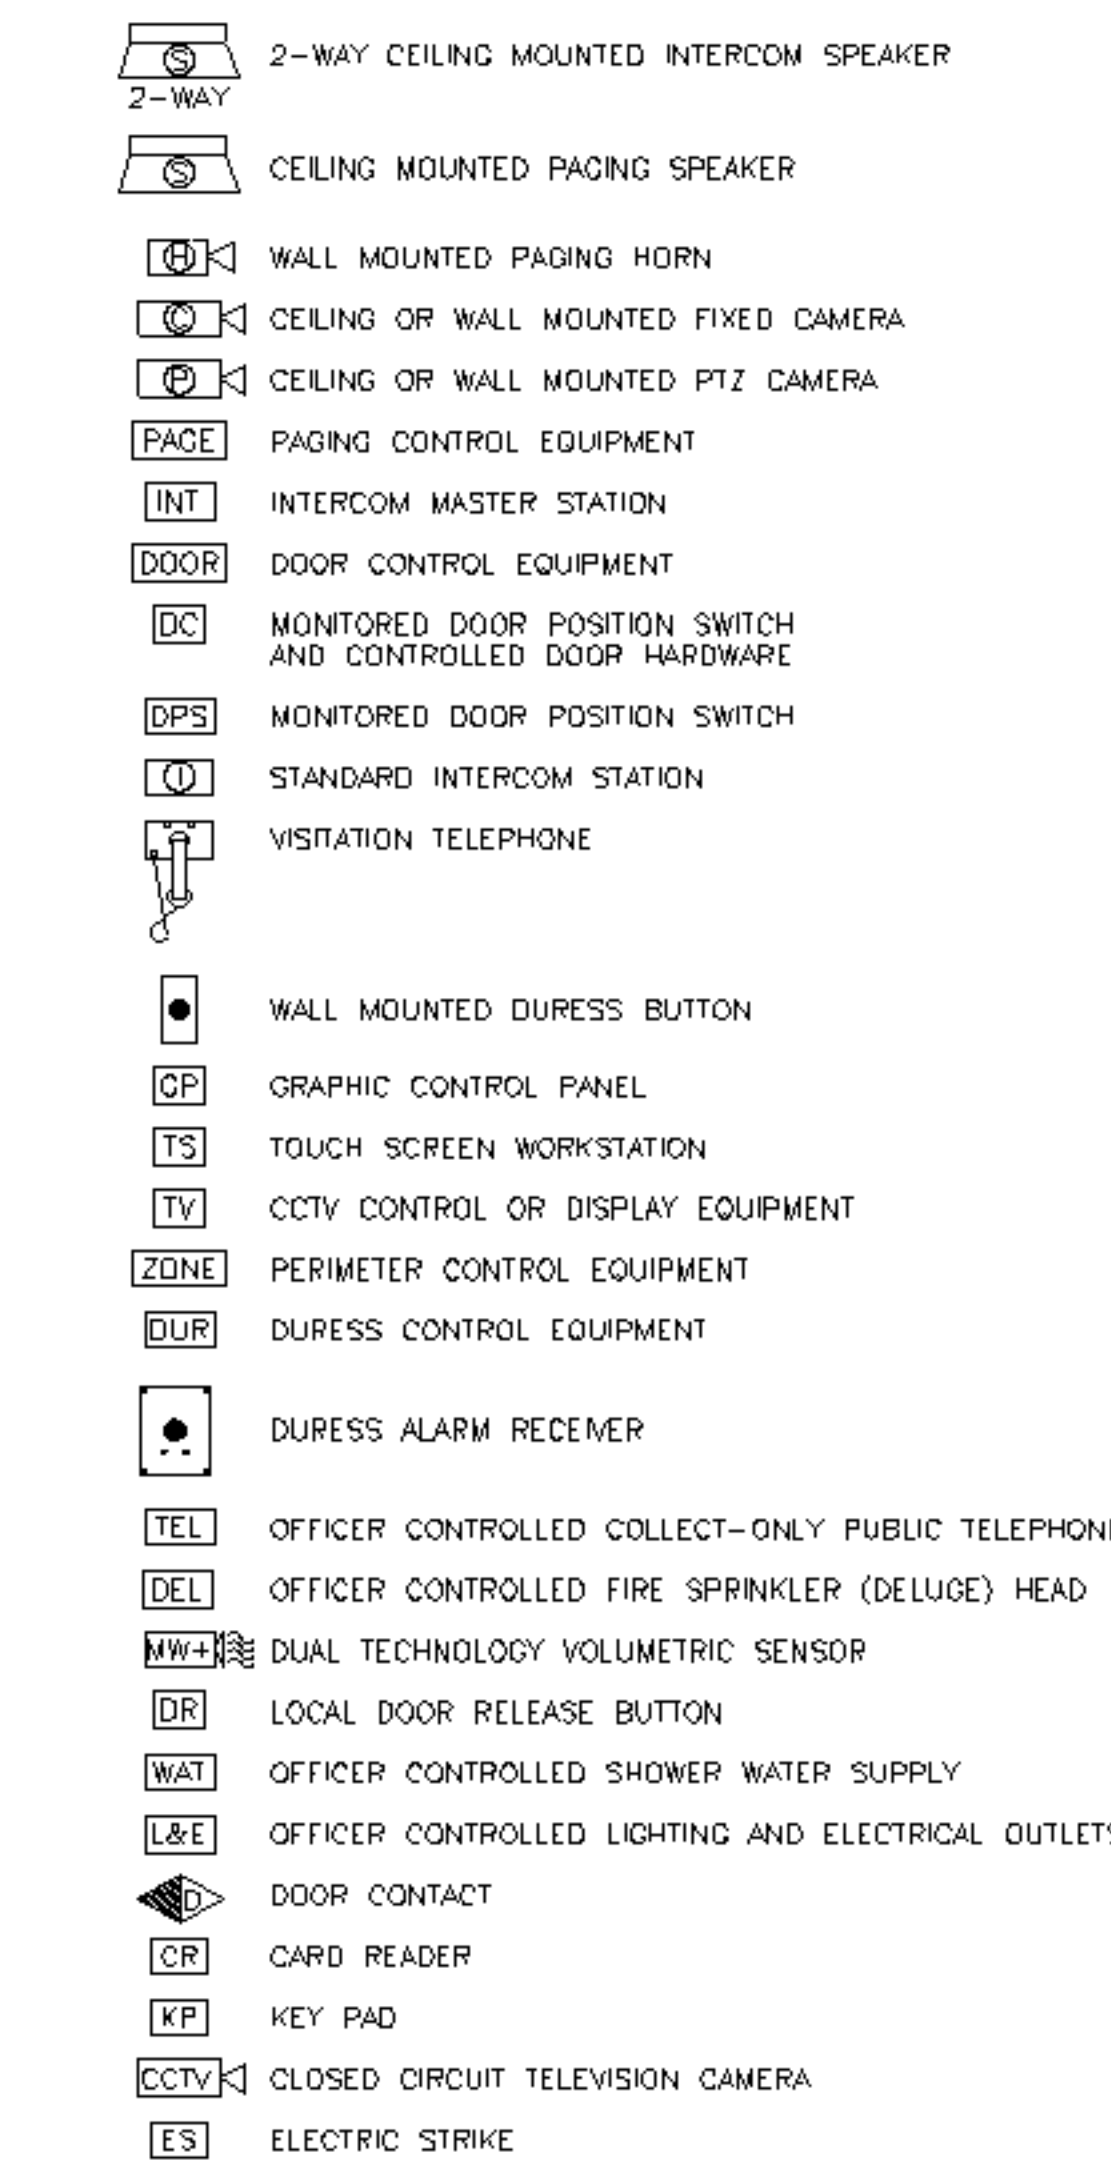 S 2-WAY CEILING MOUNTED INTERCOM SPEAKER
2-WAY
S CEILING MOUNTED PAGING SPEAKER
H WALL MOUNTED PAGING HORN
C CEILING OR WALL MOUNTED FIXED CAMERA
P CEILING OR WALL MOUNTED PTZ CAMERA
PAGE PAGING CONTROL EQUIPMENT
INT INTERCOM MASTER STATION
DOOR DOOR CONTROL EQUIPMENT
DC MONITORED DOOR POSITION SWITCH
AND CONTROLLED DOOR HARDWARE
DPS MONITORED DOOR POSITION SWITCH
I STANDARD INTERCOM STATION
VISITATION TELEPHONE
WALL MOUNTED DURESS BUTTON
GP GRAPHIC CONTROL PANEL
TS TOUCH SCREEN WORKSTATION
TV CCTV CONTROL OR DISPLAY EQUIPMENT
ZONE PERIMETER CONTROL EQUIPMENT
DUR DURESS CONTROL EQUIPMENT
DURESS ALARM RECEIVER
TEL OFFICER CONTROLLED COLLECT-ONLY PUBLIC TELEPHON
DEL OFFICER CONTROLLED FIRE SPRINKLER (DELUGE) HEAD
MW+ DUAL TECHNOLOGY VOLUMETRIC SENSOR
DR LOCAL DOOR RELEASE BUTTON
WAT OFFICER CONTROLLED SHOWER WATER SUPPLY
L&E OFFICER CONTROLLED LIGHTING AND ELECTRICAL OUTLETS
D DOOR CONTACT
CR CARD READER
KP KEY PAD
CCTV CLOSED CIRCUIT TELEVISION CAMERA
ES ELECTRIC STRIKE